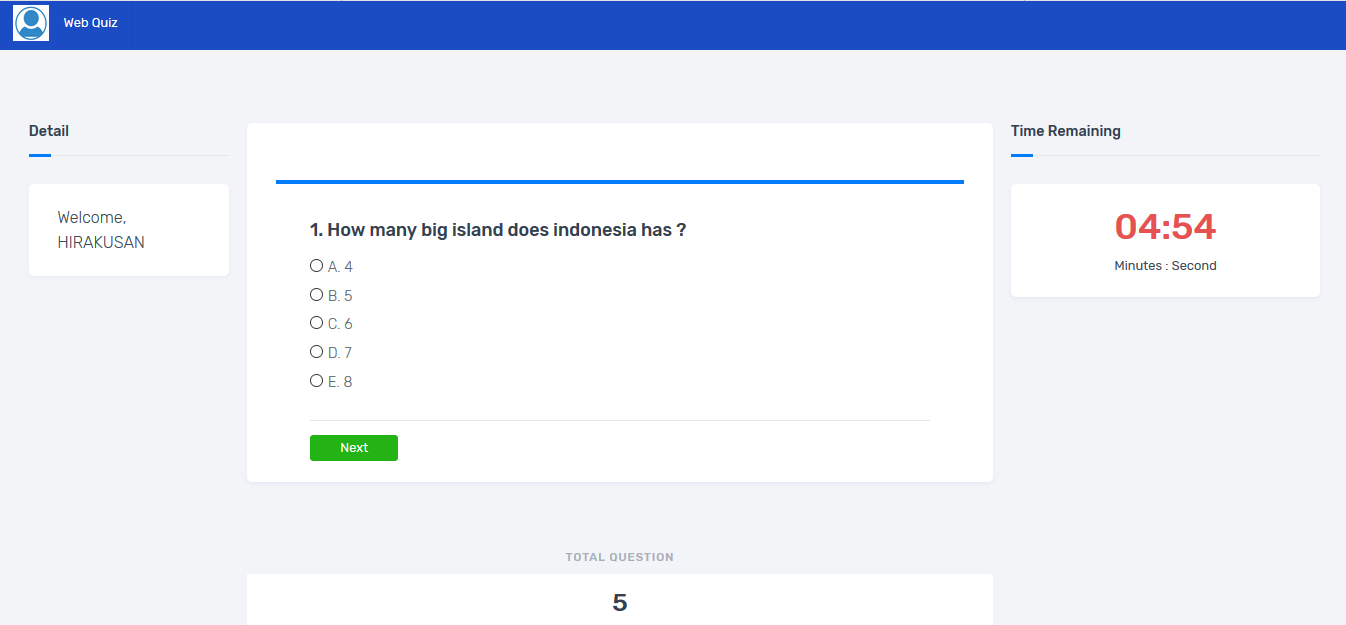 Web Quiz
Detail
Welcome,
HIRAKUSAN
1. How many big island does indonesia has ?
A. 4
B. 5
C. 6
D. 7
E. 8
Next
Time Remaining
04:54
Minutes : Second
TOTAL QUESTION
5